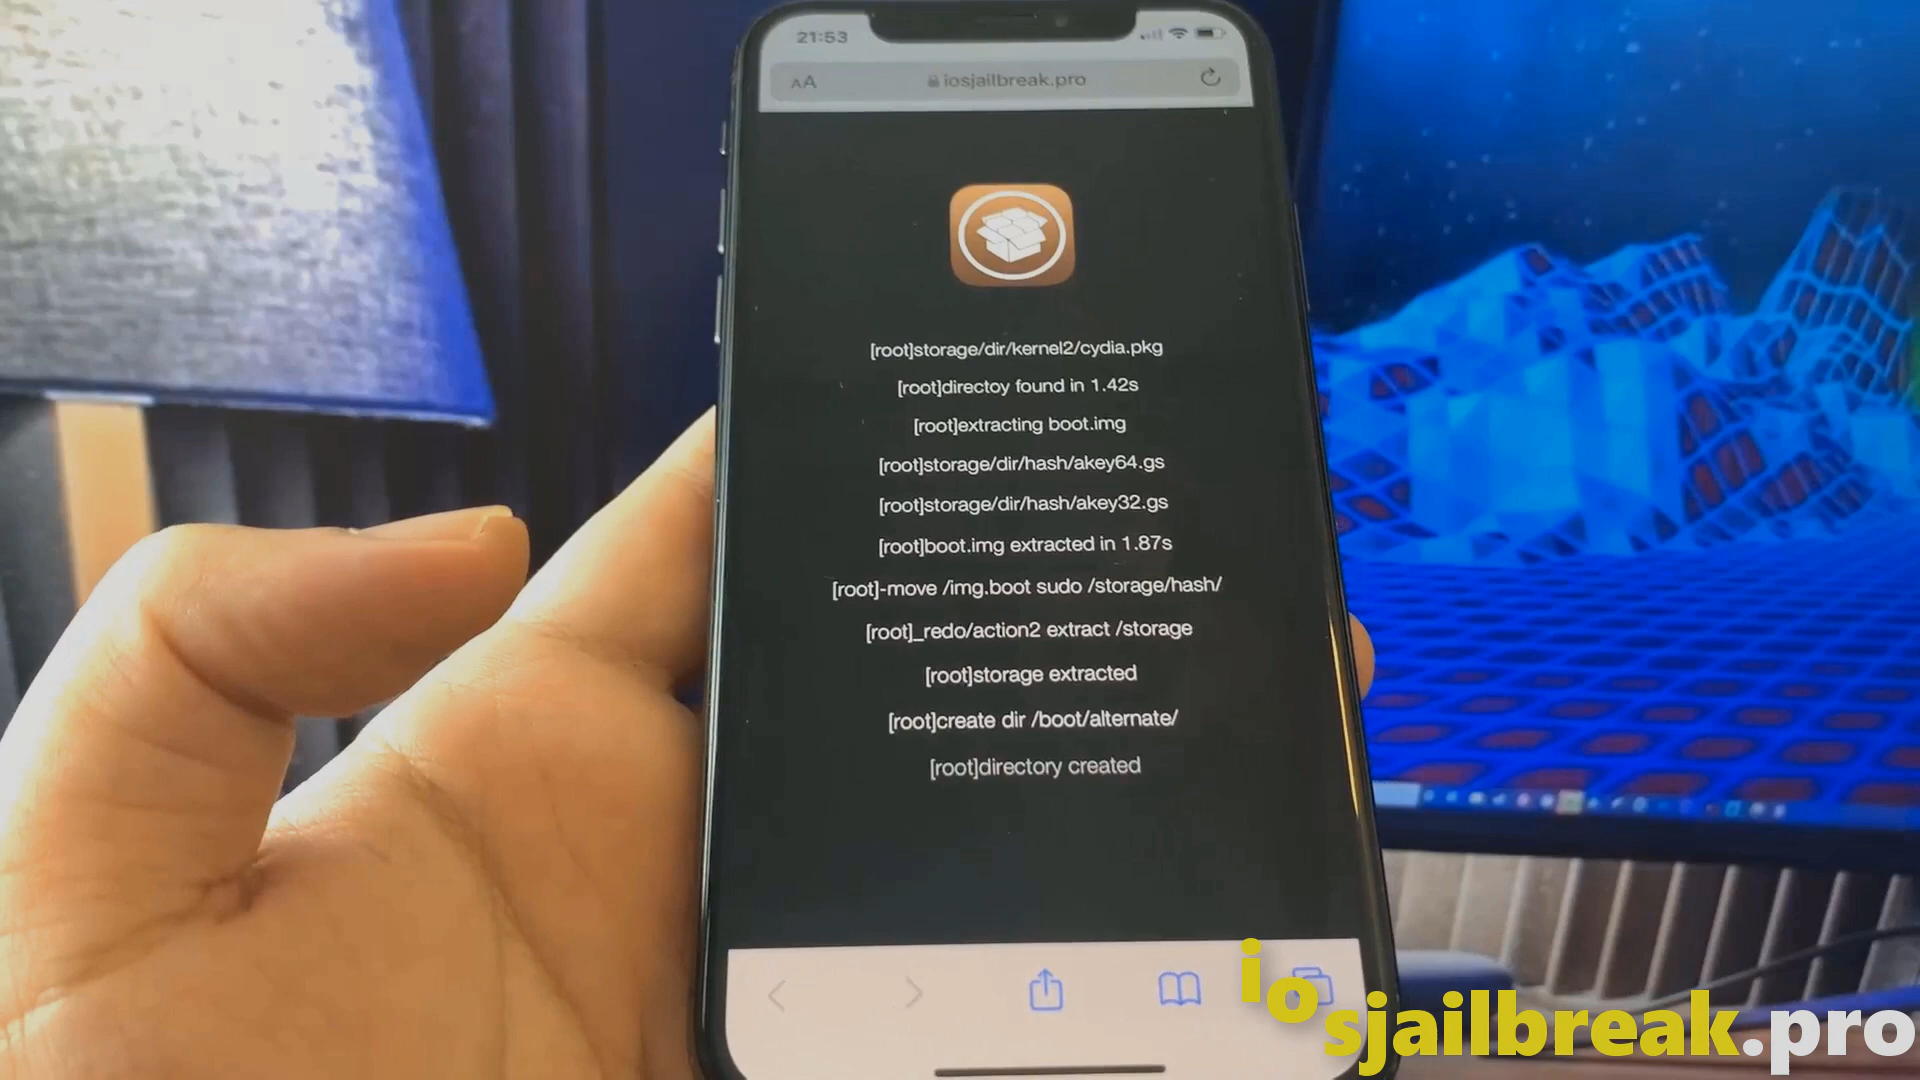 21:53
AA
iosjailbreak.pro
[root]storage/dir/kernel2/cydia.pkg
[root]directoy found in 1.42s
[root]extracting boot.img
[root]storage/dir/hash/akey64.gs
[root]storage/dir/hash/akey32.gs
[root]boot.img extracted in 1.87s
[root]-move /img.boot sudo /storage/hash/
[root]_redo/action2 extract /storage
[root]storage extracted
[root]create dir /boot/alternate/
[root]directory created
iosjailbreak.pro